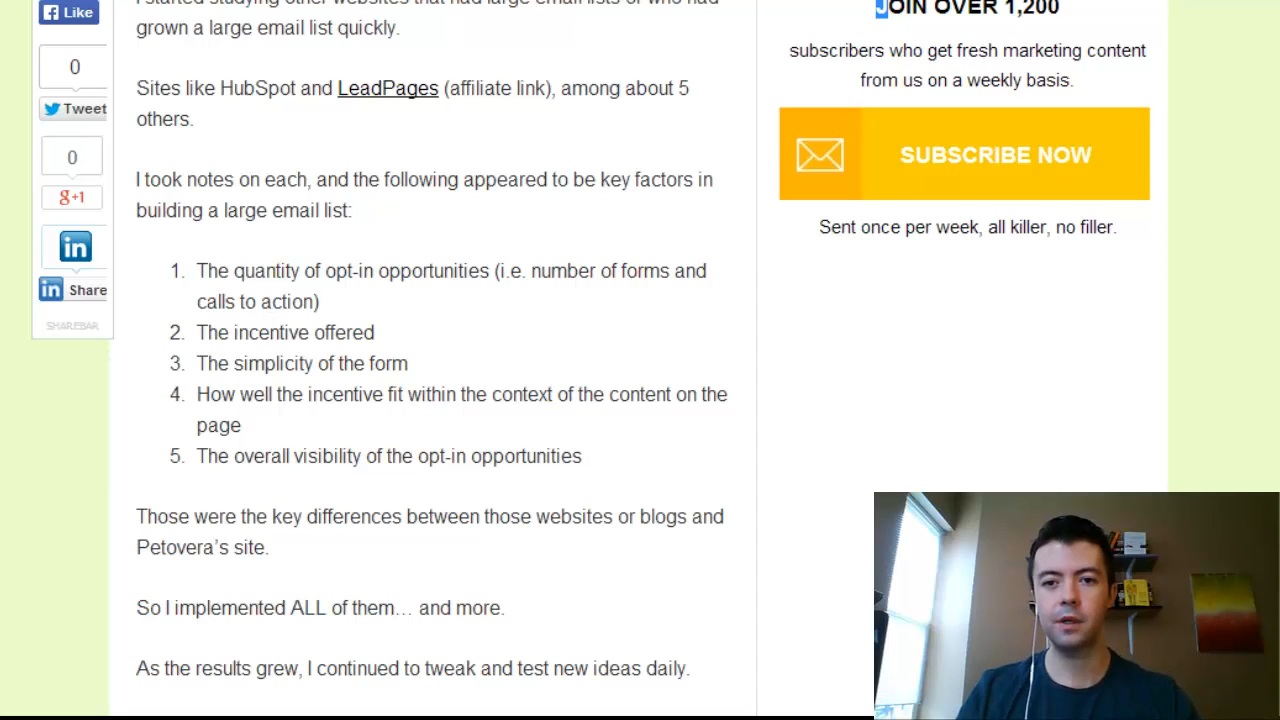 Like
0
Tweet
0
g+1
in
in Share
SHAREBAR
grown a large email list quickly.
Sites like HubSpot and LeadPages (affiliate link), among about 5
others.
I took notes on each, and the following appeared to be key factors in
building a large email list:
1. The quantity of opt-in opportunities (i.e. number of forms and
calls to action)
2. The incentive offered
3. The simplicity of the form
4. How well the incentive fit within the context of the content on the
page
5. The overall visibility of the opt-in opportunities
Those were the key differences between those websites or blogs and
Petovera’s site.
So I implemented ALL of them… and more.
As the results grew, I continued to tweak and test new ideas daily.
JOIN OVER 1,200
subscribers who get fresh marketing content
from us on a weekly basis.
SUBSCRIBE NOW
Sent once per week, all killer, no filler.